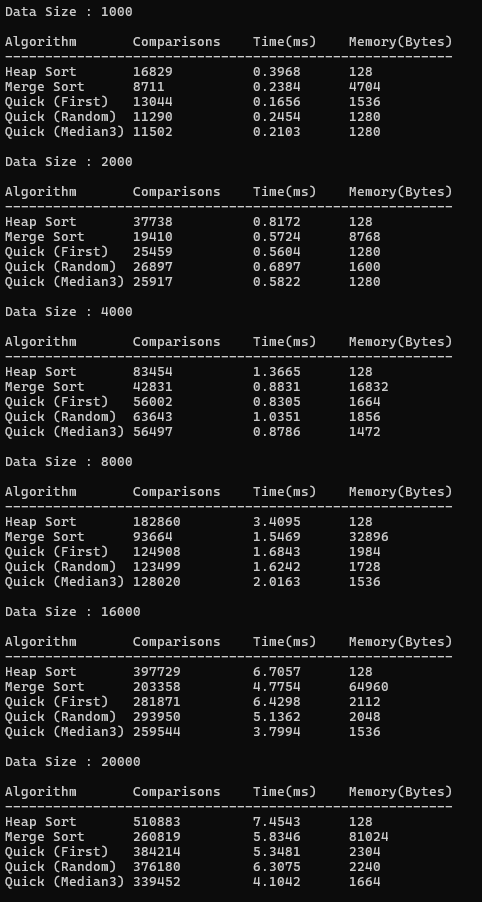 Data Size : 1000
Algorithm       Comparisons    Time(ms)    Memory(Bytes)
--------------------------------------------------------
Heap Sort       16829          0.3968      128
Merge Sort      8711           0.2384      4704
Quick (First)   13044          0.1656      1536
Quick (Random)  11290          0.2454      1280
Quick (Median3) 11502          0.2103      1280
Data Size : 2000
Algorithm       Comparisons    Time(ms)    Memory(Bytes)
--------------------------------------------------------
Heap Sort       37738          0.8172      128
Merge Sort      19410          0.5724      8768
Quick (First)   25459          0.5604      1280
Quick (Random)  26897          0.6897      1600
Quick (Median3) 25917          0.5822      1280
Data Size : 4000
Algorithm       Comparisons    Time(ms)    Memory(Bytes)
--------------------------------------------------------
Heap Sort       83454          1.3665      128
Merge Sort      42831          0.8831      16832
Quick (First)   56002          0.8305      1664
Quick (Random)  63643          1.0351      1856
Quick (Median3) 56497          0.8786      1472
Data Size : 8000
Algorithm       Comparisons    Time(ms)    Memory(Bytes)
--------------------------------------------------------
Heap Sort       182860         3.4095      128
Merge Sort      93664          1.5469      32896
Quick (First)   124908         1.6843      1984
Quick (Random)  123499         1.6242      1728
Quick (Median3) 128020         2.0163      1536
Data Size : 16000
Algorithm       Comparisons    Time(ms)    Memory(Bytes)
--------------------------------------------------------
Heap Sort       397729         6.7057      128
Merge Sort      203358         4.7754      64960
Quick (First)   281871         6.4298      2112
Quick (Random)  293950         5.1362      2048
Quick (Median3) 259544         3.7994      1536
Data Size : 20000
Algorithm       Comparisons    Time(ms)    Memory(Bytes)
--------------------------------------------------------
Heap Sort       510883         7.4543      128
Merge Sort      260819         5.8346      81024
Quick (First)   384214         5.3481      2304
Quick (Random)  376180         6.3075      2240
Quick (Median3) 339452         4.1042      1664